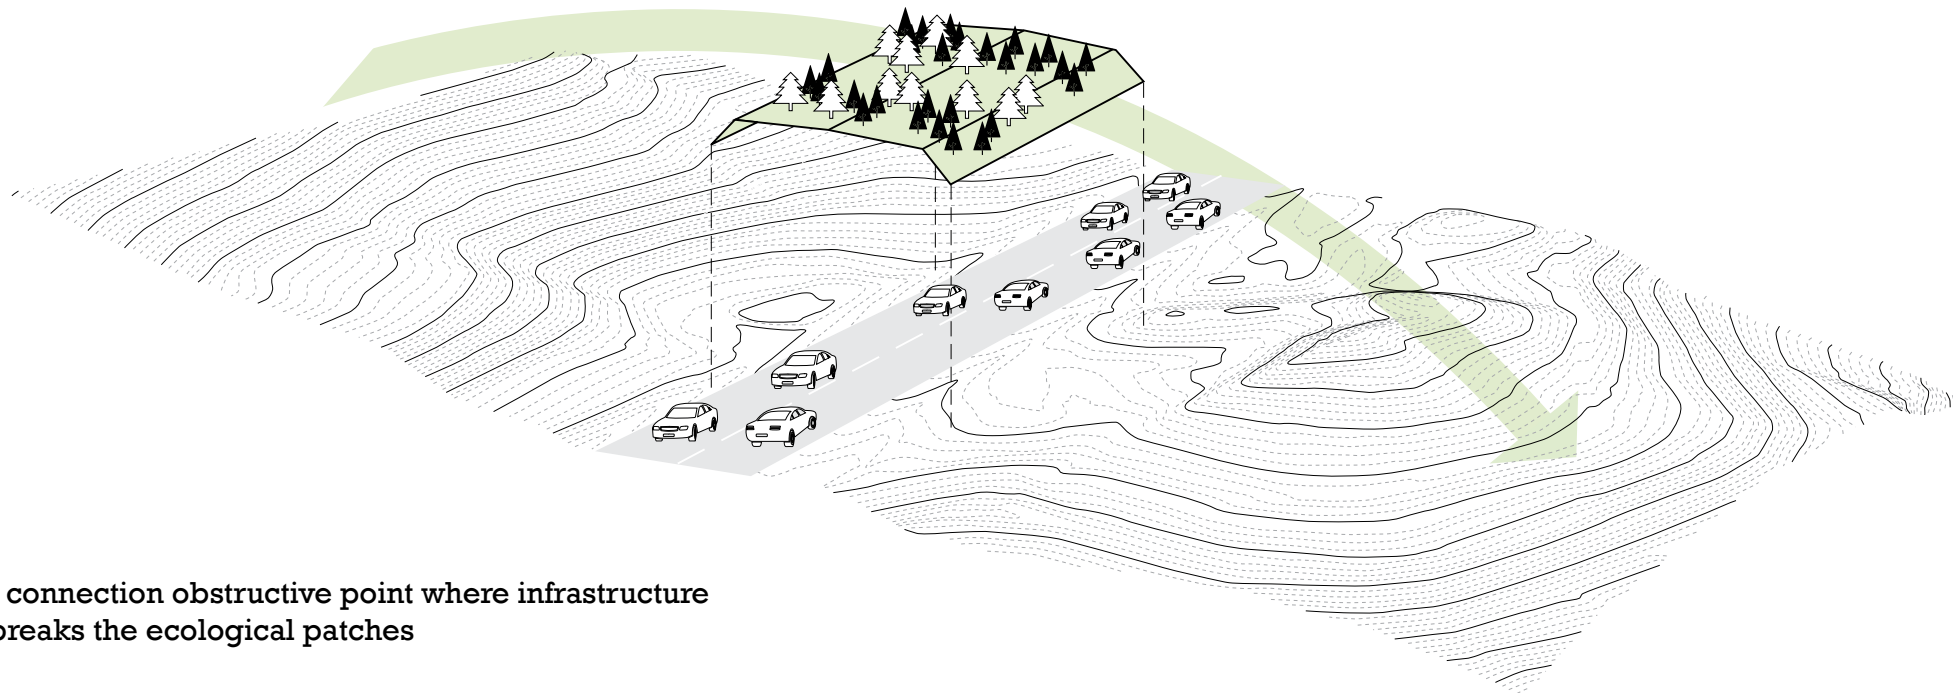 connection obstructive point where infrastructure
breaks the ecological patches